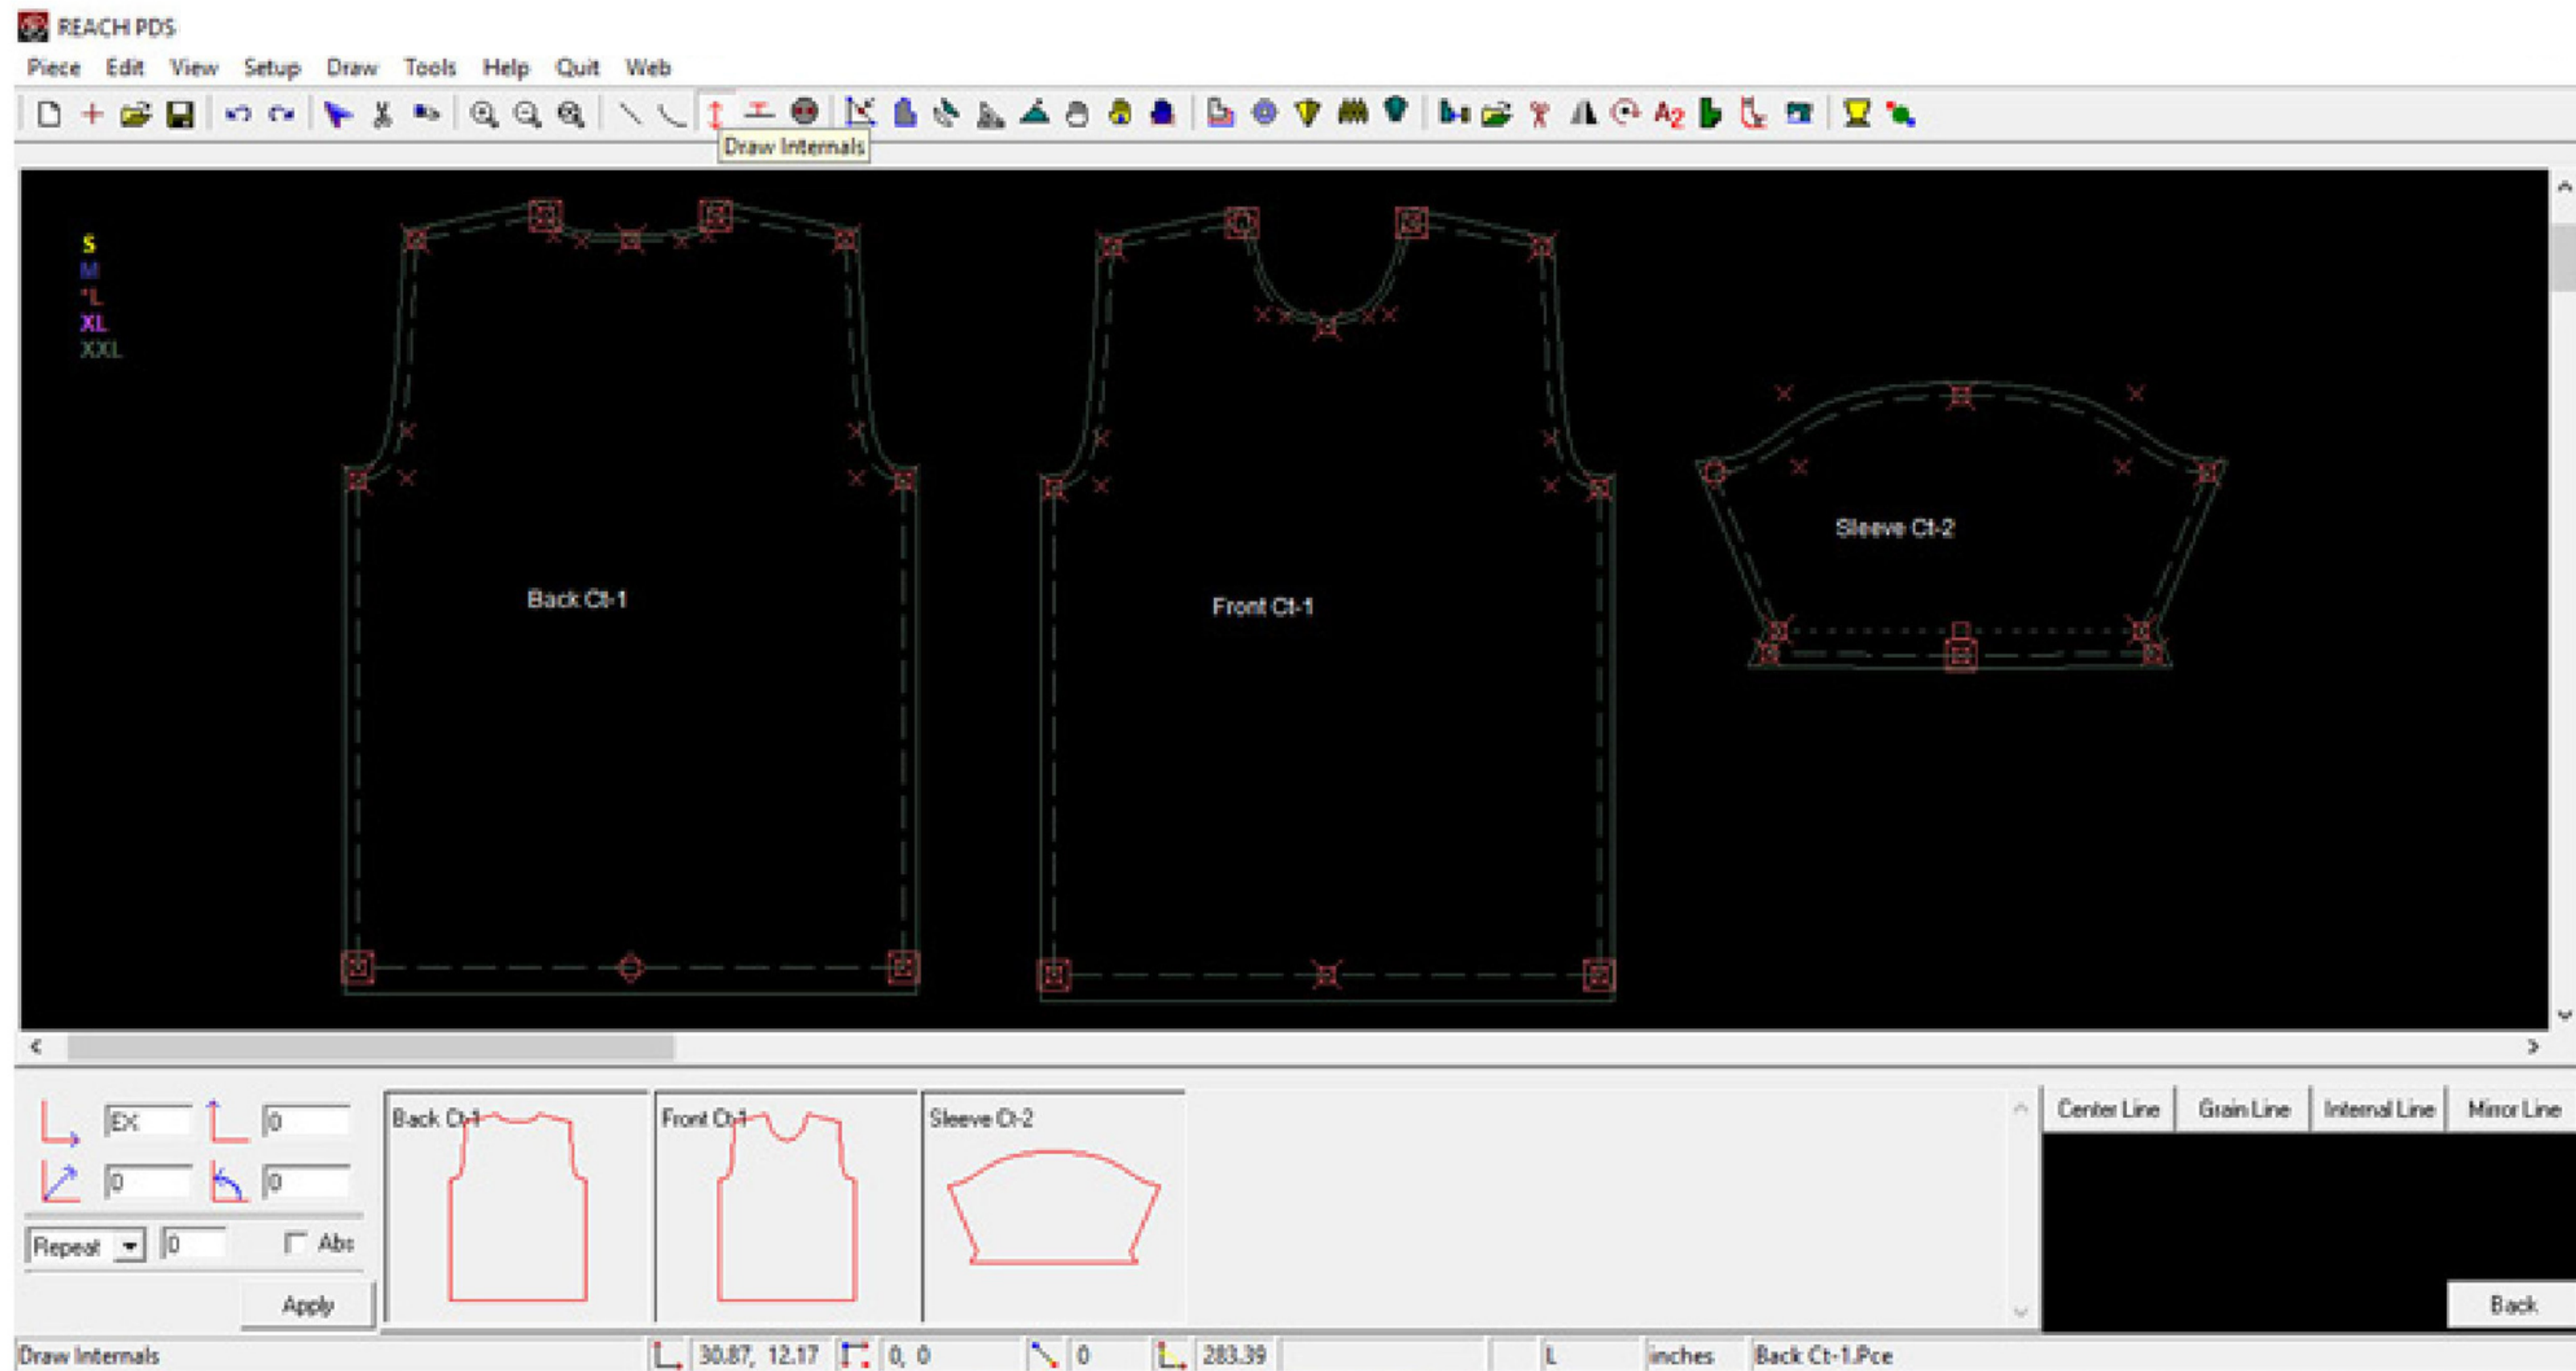 REACH PDS
Piece Edit View Setup Draw Tools Help Quit Web
A2
Draw Internals
S
M
*L
XL
XXL
Back Ct-1
Front Ct-1
Sleeve Ct-2
EX 0
0 0
Repeat 0 Abs
Apply
Back Ct-1
Front Ct-1
Sleeve Ct-2
Center Line Grain Line Internal Line Mirror Line
Back
Draw Internals 30.87, 12.17 0, 0 0 283.39 L inches Back Ct-1.Pce